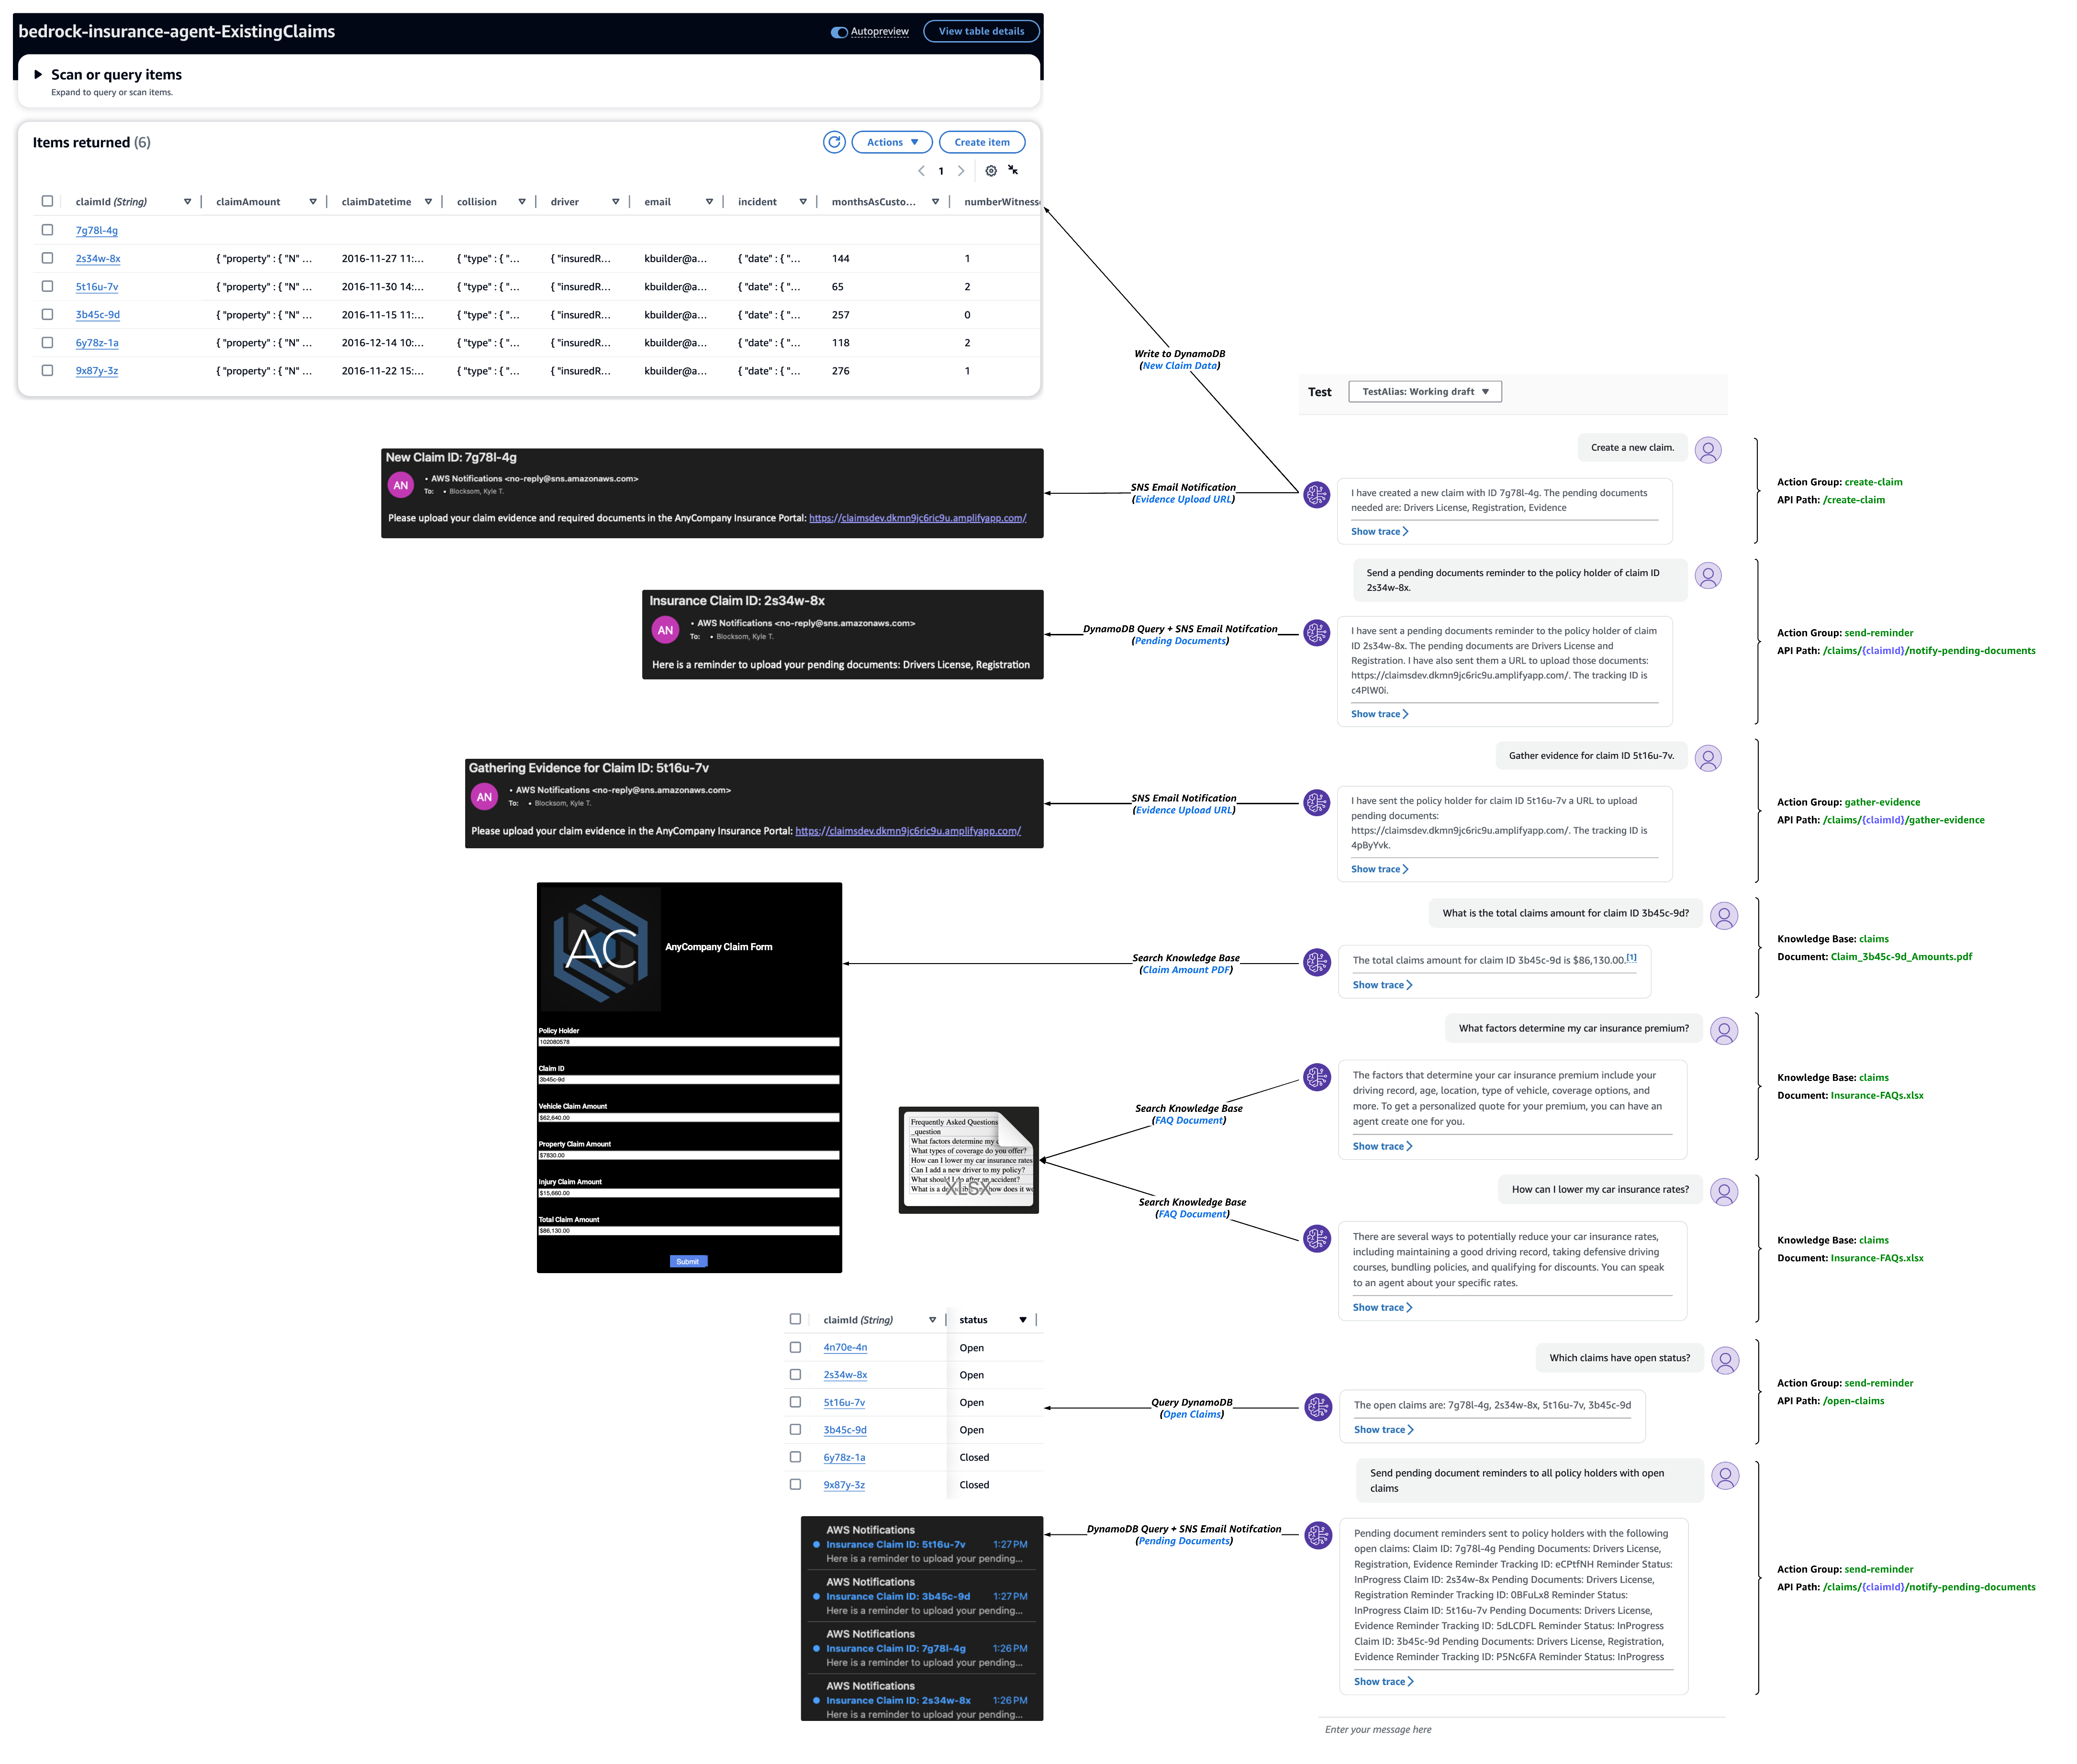 bedrock-insurance-agent-ExistingClaims
Autopreview
View table details
Scan or query items
Expand to query or scan items.
Items returned (6)
Actions
Create item
1
claimId (String) claimAmount claimDatetime collision driver email incident monthsAsCusto... numberWitness
7g78l-4g
2s34w-8x { "property" : { "N" ... 2016-11-27 11:... { "type" : { "... { "insuredR... kbuilder@a... { "date" : { "... 144 1
5t16u-7v { "property" : { "N" ... 2016-11-30 14:... { "type" : { "... { "insuredR... kbuilder@a... { "date" : { "... 65 2
3b45c-9d { "property" : { "N" ... 2016-11-15 11:... { "type" : { "... { "insuredR... kbuilder@a... { "date" : { "... 257 0
6y78z-1a { "property" : { "N" ... 2016-12-14 10:... { "type" : { "... { "insuredR... kbuilder@a... { "date" : { "... 118 2
9x87y-3z { "property" : { "N" ... 2016-11-22 15:... { "type" : { "... { "insuredR... kbuilder@a... { "date" : { "... 276 1
Write to DynamoDB
(New Claim Data)
Test
TestAlias: Working draft
Create a new claim.
New Claim ID: 7g78l-4g
AN
• AWS Notifications <no-reply@sns.amazonaws.com>
To: • Blocksom, Kyle T.
Please upload your claim evidence and required documents in the AnyCompany Insurance Portal: https://claimsdev.dkmn9jc6ric9u.amplifyapp.com/
SNS Email Notification
(Evidence Upload URL)
I have created a new claim with ID 7g78l-4g. The pending documents
needed are: Drivers License, Registration, Evidence
Show trace
Action Group: create-claim
API Path: /create-claim
Send a pending documents reminder to the policy holder of claim ID
2s34w-8x.
Insurance Claim ID: 2s34w-8x
AN
• AWS Notifications <no-reply@sns.amazonaws.com>
To: • Blocksom, Kyle T.
Here is a reminder to upload your pending documents: Drivers License, Registration
DynamoDB Query + SNS Email Notifcation
(Pending Documents)
I have sent a pending documents reminder to the policy holder of claim
ID 2s34w-8x. The pending documents are Drivers License and
Registration. I have also sent them a URL to upload those documents:
https://claimsdev.dkmn9jc6ric9u.amplifyapp.com/. The tracking ID is
c4PlW0i.
Show trace
Action Group: send-reminder
API Path: /claims/{claimId}/notify-pending-documents
Gather evidence for claim ID 5t16u-7v.
Gathering Evidence for Claim ID: 5t16u-7v
AN
• AWS Notifications <no-reply@sns.amazonaws.com>
To: • Blocksom, Kyle T.
Please upload your claim evidence in the AnyCompany Insurance Portal: https://claimsdev.dkmn9jc6ric9u.amplifyapp.com/
SNS Email Notification
(Evidence Upload URL)
I have sent the policy holder for claim ID 5t16u-7v a URL to upload
pending documents:
https://claimsdev.dkmn9jc6ric9u.amplifyapp.com/. The tracking ID is
4pByYvk.
Show trace
Action Group: gather-evidence
API Path: /claims/{claimId}/gather-evidence
What is the total claims amount for claim ID 3b45c-9d?
AC
AnyCompany Claim Form
Policy Holder
102080578
Claim ID
3b45c-9d
Vehicle Claim Amount
$62,640.00
Property Claim Amount
$7830.00
Injury Claim Amount
$15,660.00
Total Claim Amount
$86,130.00
Submit
Search Knowledge Base
(Claim Amount PDF)
The total claims amount for claim ID 3b45c-9d is $86,130.00.[1]
Show trace
Knowledge Base: claims
Document: Claim_3b45c-9d_Amounts.pdf
What factors determine my car insurance premium?
Frequently Asked Questions
_question
What factors determine my c
What types of coverage do you offer?
How can I lower my car insurance rates
Can I add a new driver to my policy?
What should I do after an accident?
What is a how does it we
XLSX
Search Knowledge Base
(FAQ Document)
The factors that determine your car insurance premium include your
driving record, age, location, type of vehicle, coverage options, and
more. To get a personalized quote for your premium, you can have an
agent create one for you.
Show trace
Knowledge Base: claims
Document: Insurance-FAQs.xlsx
How can I lower my car insurance rates?
Search Knowledge Base
(FAQ Document)
There are several ways to potentially reduce your car insurance rates,
including maintaining a good driving record, taking defensive driving
courses, bundling policies, and qualifying for discounts. You can speak
to an agent about your specific rates.
Show trace
Knowledge Base: claims
Document: Insurance-FAQs.xlsx
Which claims have open status?
claimId (String) status
4n70e-4n Open
2s34w-8x Open
5t16u-7v Open
3b45c-9d Open
6y78z-1a Closed
9x87y-3z Closed
Query DynamoDB
(Open Claims)
The open claims are: 7g78l-4g, 2s34w-8x, 5t16u-7v, 3b45c-9d
Show trace
Action Group: send-reminder
API Path: /open-claims
Send pending document reminders to all policy holders with open
claims
AWS Notifications
Insurance Claim ID: 5t16u-7v 1:27 PM
Here is a reminder to upload your pending...
AWS Notifications
Insurance Claim ID: 3b45c-9d 1:27 PM
Here is a reminder to upload your pending...
AWS Notifications
Insurance Claim ID: 7g78l-4g 1:26 PM
Here is a reminder to upload your pending...
AWS Notifications
Insurance Claim ID: 2s34w-8x 1:26 PM
Here is a reminder to upload your pending...
DynamoDB Query + SNS Email Notifcation
(Pending Documents)
Pending document reminders sent to policy holders with the following
open claims: Claim ID: 7g78l-4g Pending Documents: Drivers License,
Registration, Evidence Reminder Tracking ID: eCPtfNH Reminder Status:
InProgress Claim ID: 2s34w-8x Pending Documents: Drivers License,
Registration Reminder Tracking ID: 0BFuLx8 Reminder Status:
InProgress Claim ID: 5t16u-7v Pending Documents: Drivers License,
Evidence Reminder Tracking ID: 5dLCDFL Reminder Status: InProgress
Claim ID: 3b45c-9d Pending Documents: Drivers License, Registration,
Evidence Reminder Tracking ID: P5Nc6FA Reminder Status: InProgress
Show trace
Action Group: send-reminder
API Path: /claims/{claimId}/notify-pending-documents
Enter your message here